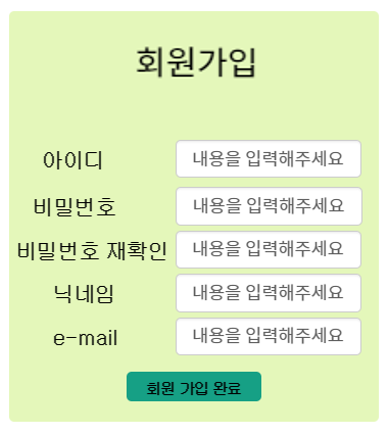 회원가입
아이디 내용을 입력해주세요
비밀번호 내용을 입력해주세요
비밀번호 재확인 내용을 입력해주세요
닉네임 내용을 입력해주세요
e-mail 내용을 입력해주세요
회원 가입 완료